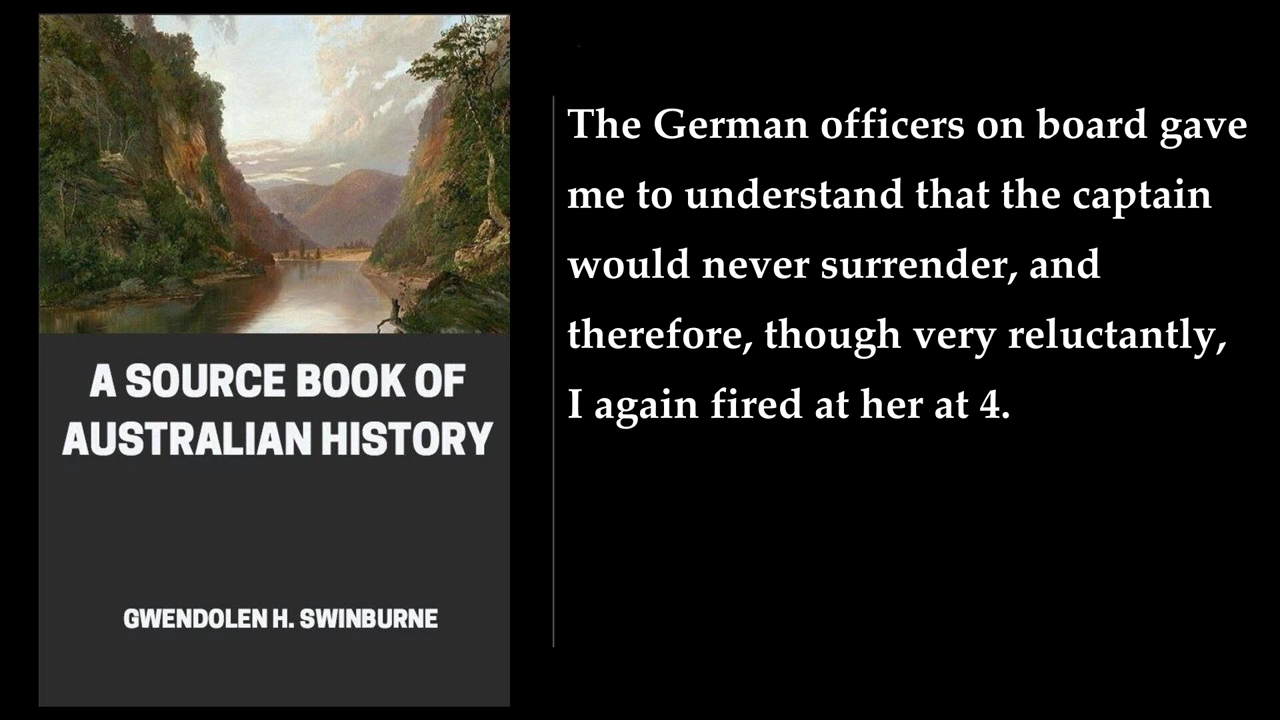 A SOURCE BOOK OF
AUSTRALIAN HISTORY
GWENDOLEN H. SWINBURNE
The German officers on board gave
me to understand that the captain
would never surrender, and
therefore, though very reluctantly,
I again fired at her at 4.